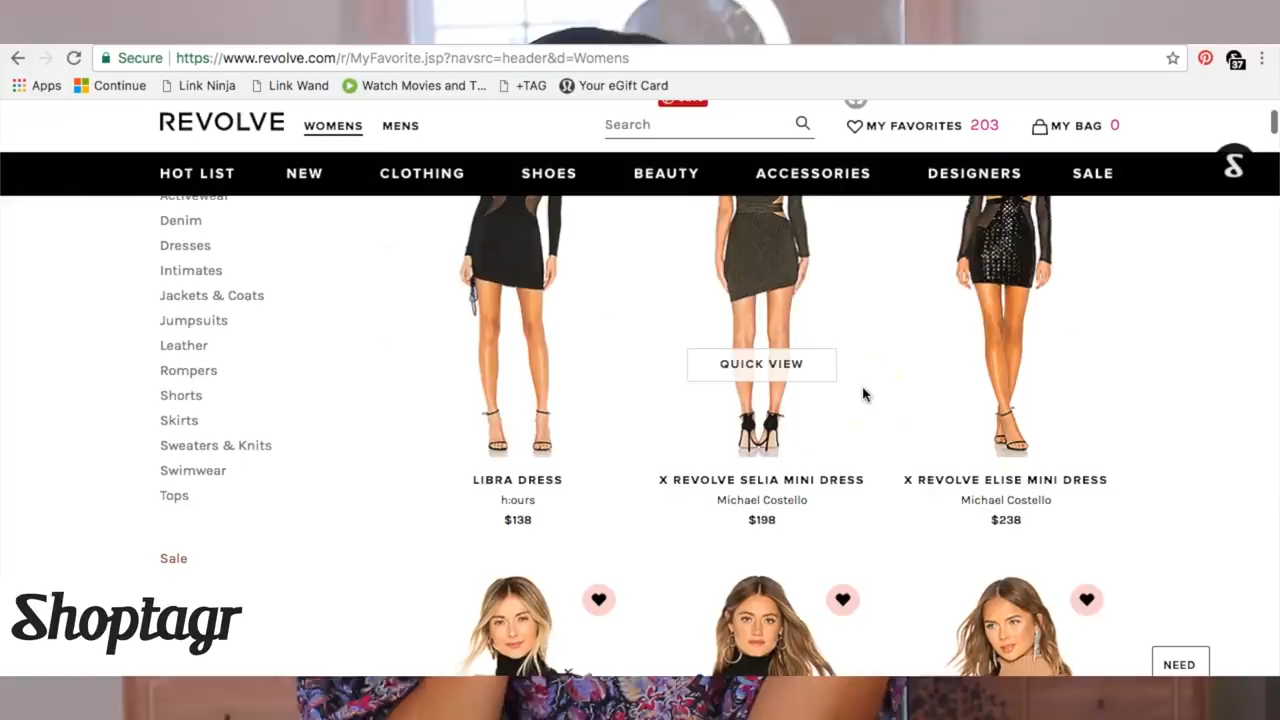 Secure https://www.revolve.com/r/MyFavorite.jsp?navsrc=header&d=Womens
37
Apps Continue Link Ninja Link Wand Watch Movies and T... +TAG Your eGift Card
REVOLVE WOMENS MENS Search MY FAVORITES 203 MY BAG 0
HOT LIST NEW CLOTHING SHOES BEAUTY ACCESSORIES DESIGNERS SALE
Activewear
Denim
Dresses
Intimates
Jackets & Coats
Jumpsuits
Leather
Rompers
Shorts
Skirts
Sweaters & Knits
Swimwear
Tops
Sale
QUICK VIEW
LIBRA DRESS
h:ours
$138
X REVOLVE SELIA MINI DRESS
Michael Costello
$198
X REVOLVE ELISE MINI DRESS
Michael Costello
$238
Shoptagr
NEED